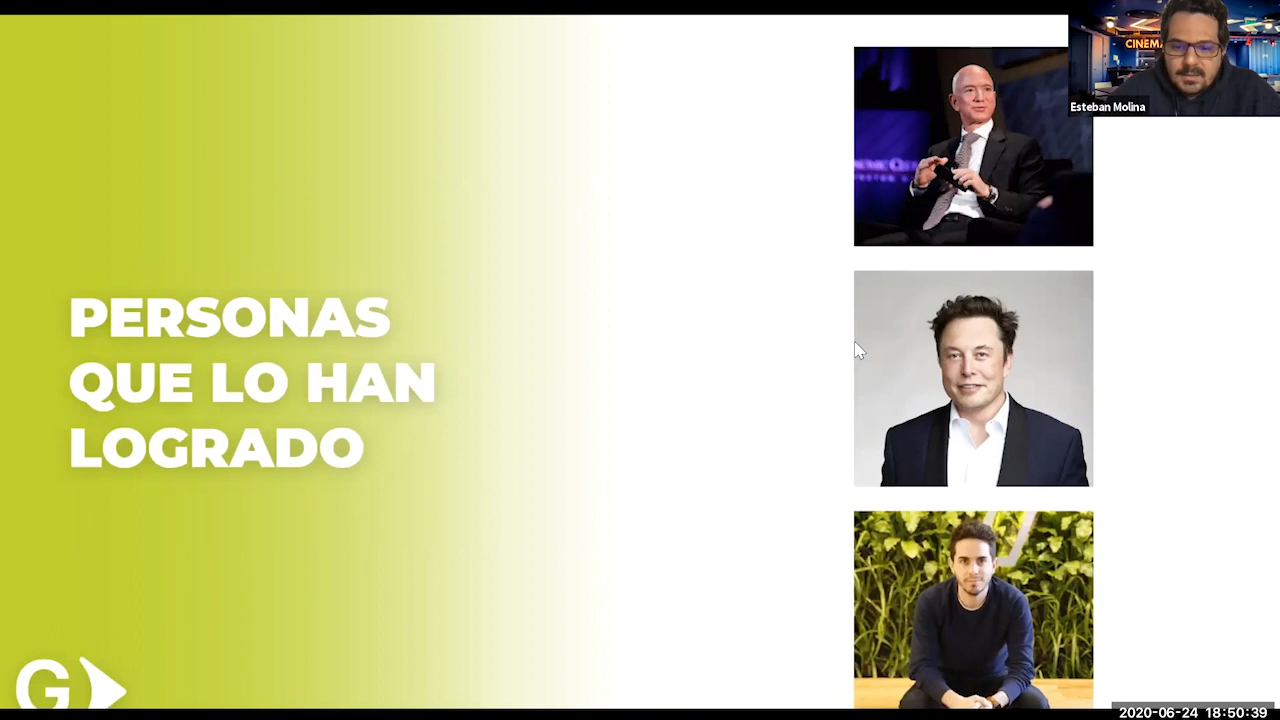 PERSONAS
QUE LO HAN
LOGRADO
CINEMA
Esteban Molina
G
2020-06-24 18:50:39